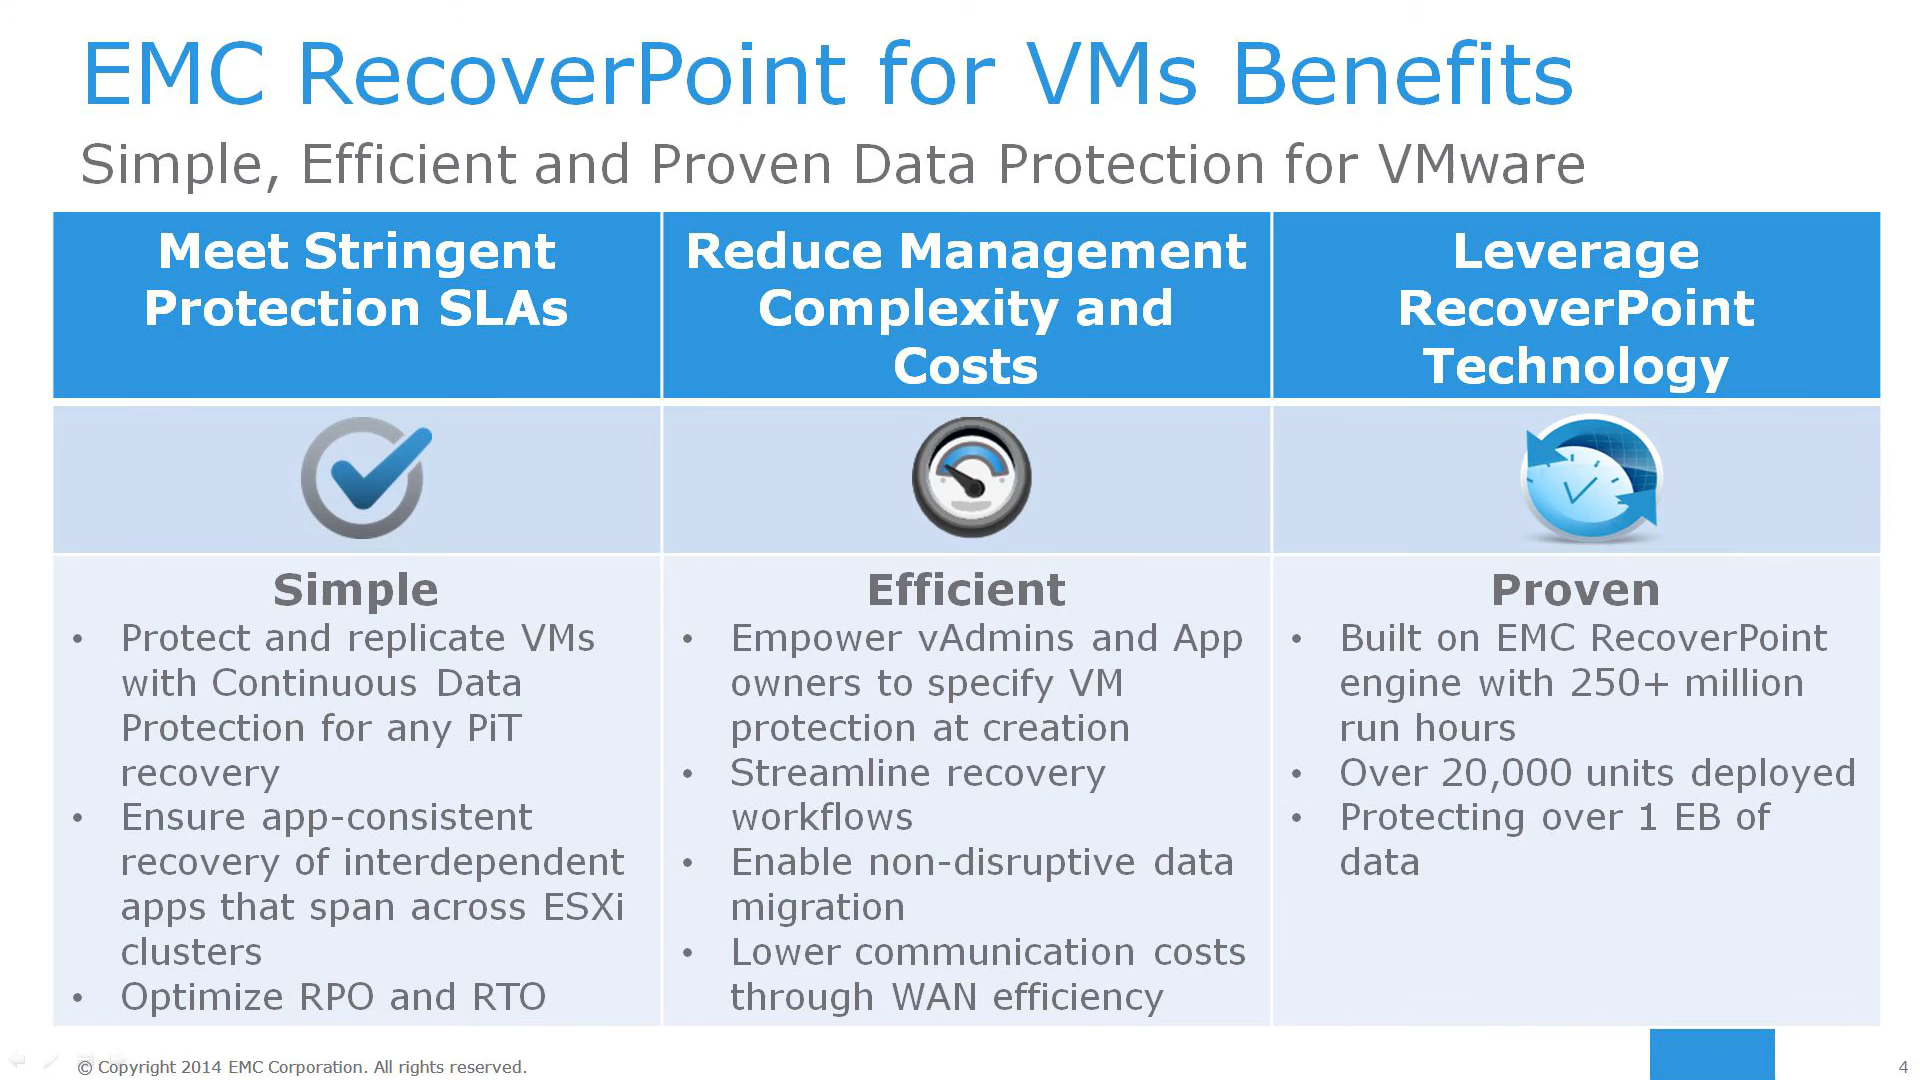 EMC RecoverPoint for VMs Benefits
Simple, Efficient and Proven Data Protection for VMware
Meet Stringent
Protection SLAs
Reduce Management
Complexity and
Costs
Leverage
RecoverPoint
Technology
Simple
• Protect and replicate VMs
with Continuous Data
Protection for any PiT
recovery
• Ensure app-consistent
recovery of interdependent
apps that span across ESXi
clusters
• Optimize RPO and RTO
Efficient
• Empower vAdmins and App
owners to specify VM
protection at creation
• Streamline recovery
workflows
• Enable non-disruptive data
migration
• Lower communication costs
through WAN efficiency
Proven
• Built on EMC RecoverPoint
engine with 250+ million
run hours
• Over 20,000 units deployed
• Protecting over 1 EB of
data
© Copyright 2014 EMC Corporation. All rights reserved.
4